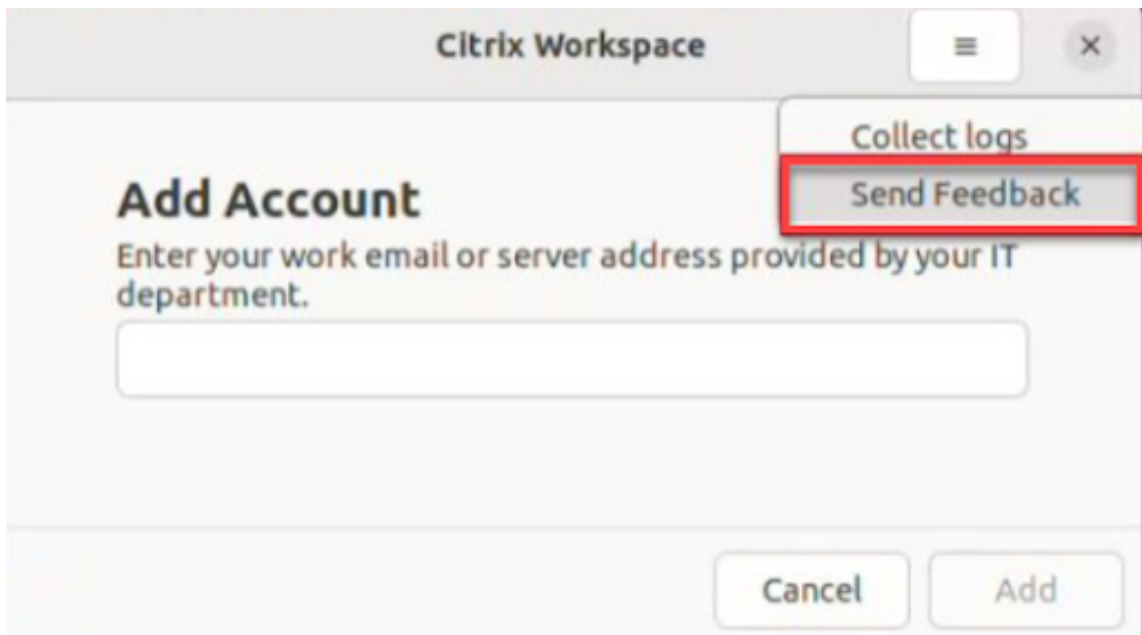 Citrix Workspace
Collect logs
Send Feedback
Add Account
Enter your work email or server address provided by your IT
department.
Cancel
Add